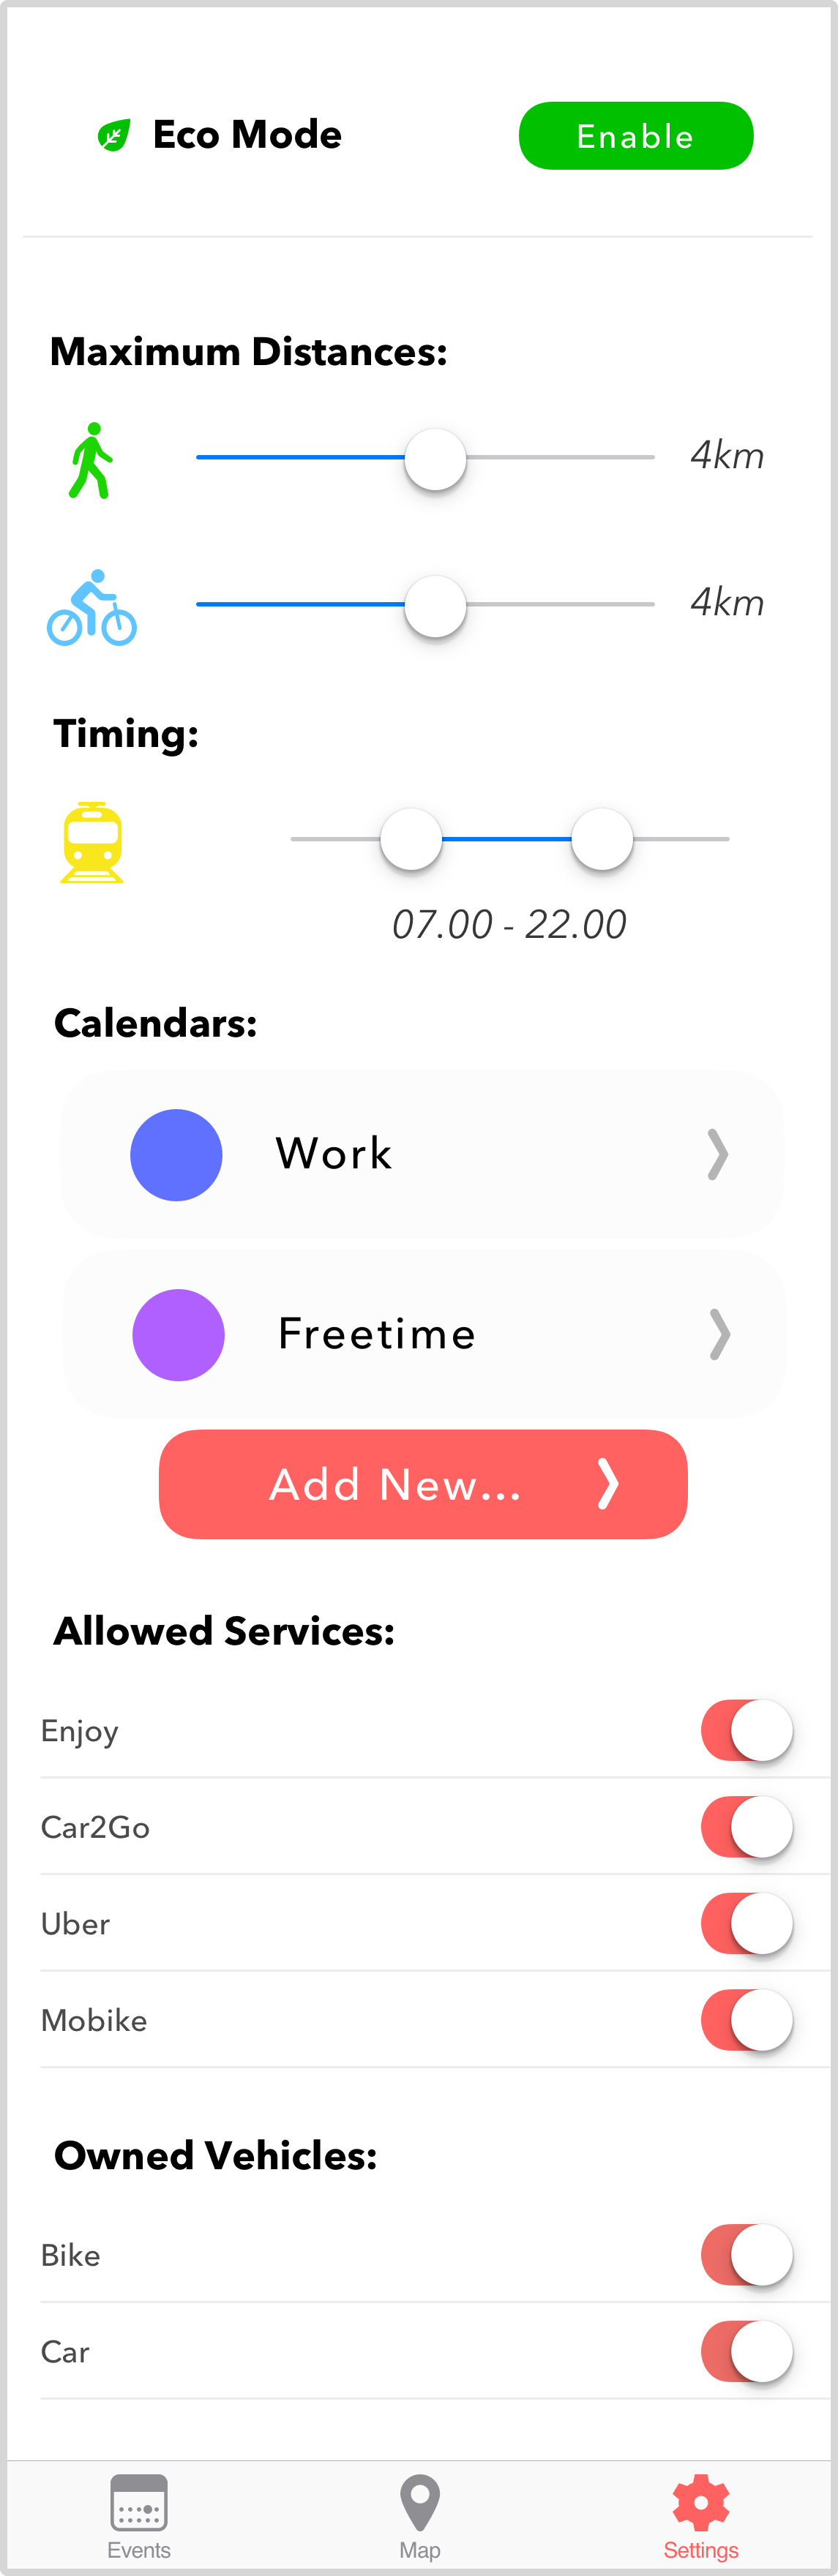 Eco Mode
Enable
Maximum Distances:
4km
4km
Timing:
07.00 - 22.00
Calendars:
Work
Freetime
Add New...
Allowed Services:
Enjoy
Car2Go
Uber
Mobike
Owned Vehicles:
Bike
Car
Events
Map
Settings